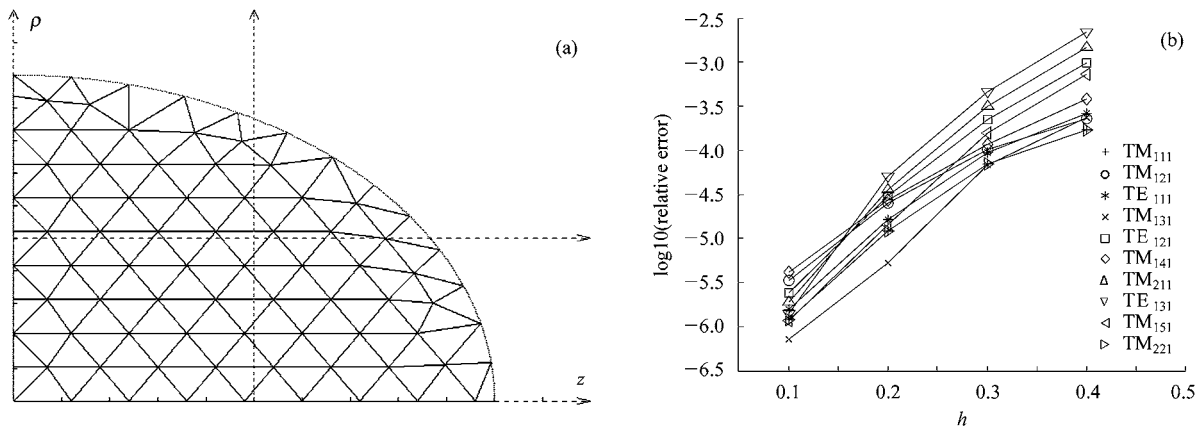 ρ
(a)
z
(b)
log10(relative error)
−2.5
−3.0
−3.5
−4.0
−4.5
−5.0
−5.5
−6.0
−6.5
0.1 0.2 0.3 0.4 0.5
h
TM111
TM121
TE111
TM131
TE121
TM141
TM211
TE131
TM151
TM221